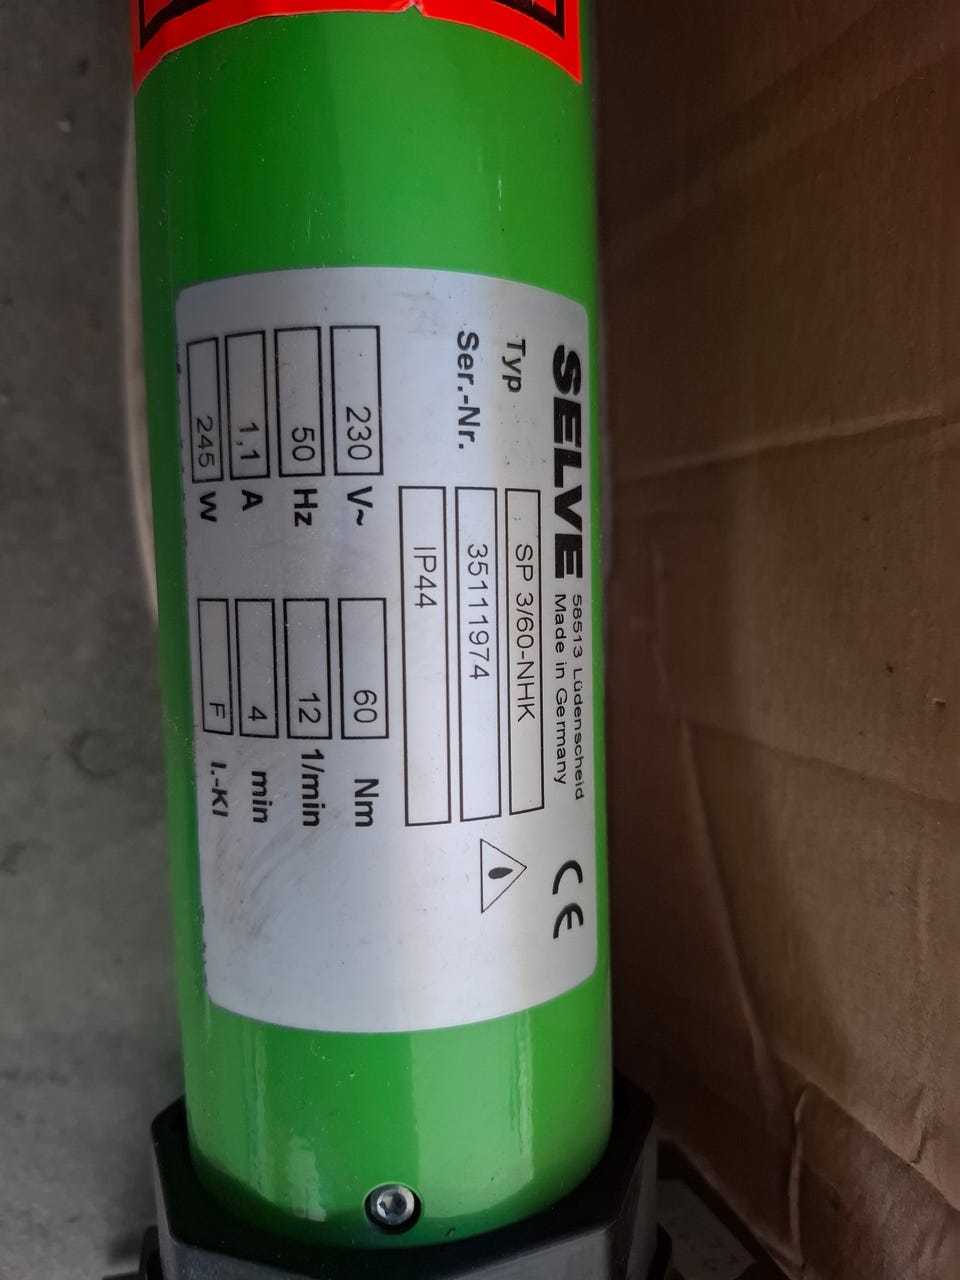 SELVE 58513 Lüdenscheid
Made in Germany
CE
Typ SP 3/60-NHK
Ser.-Nr. 35111974
IP44
230 V~ 60 Nm
50 Hz 12 1/min
1,1 A 4 min
245 W F I.-Kl